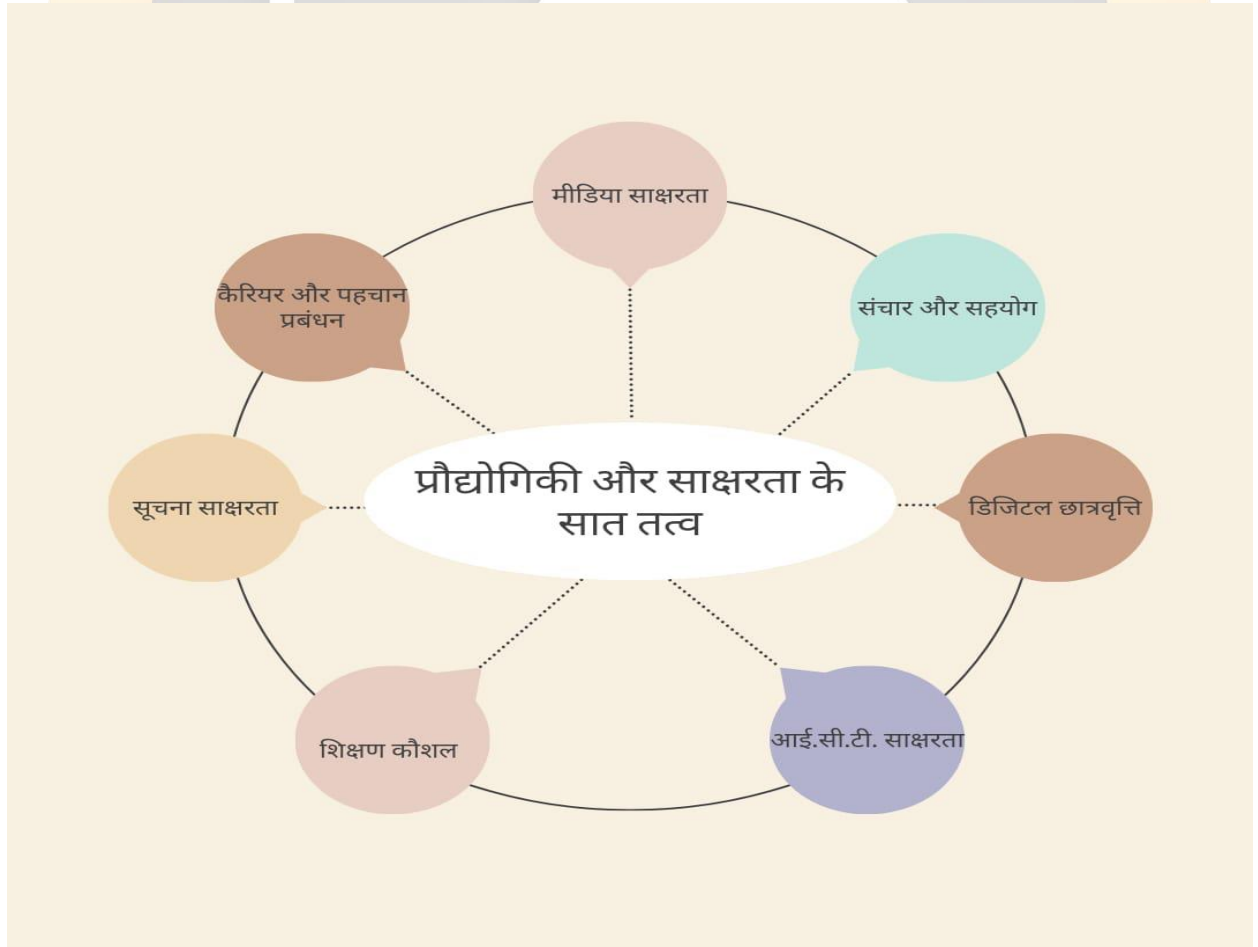 मीडिया साक्षरता
कैरियर और पहचान
प्रबंधन
संचार और सहयोग
प्रौद्योगिकी और साक्षरता के
सात तत्व
सूचना साक्षरता
डिजिटल छात्रवृत्ति
शिक्षण कौशल
आई.सी.टी. साक्षरता